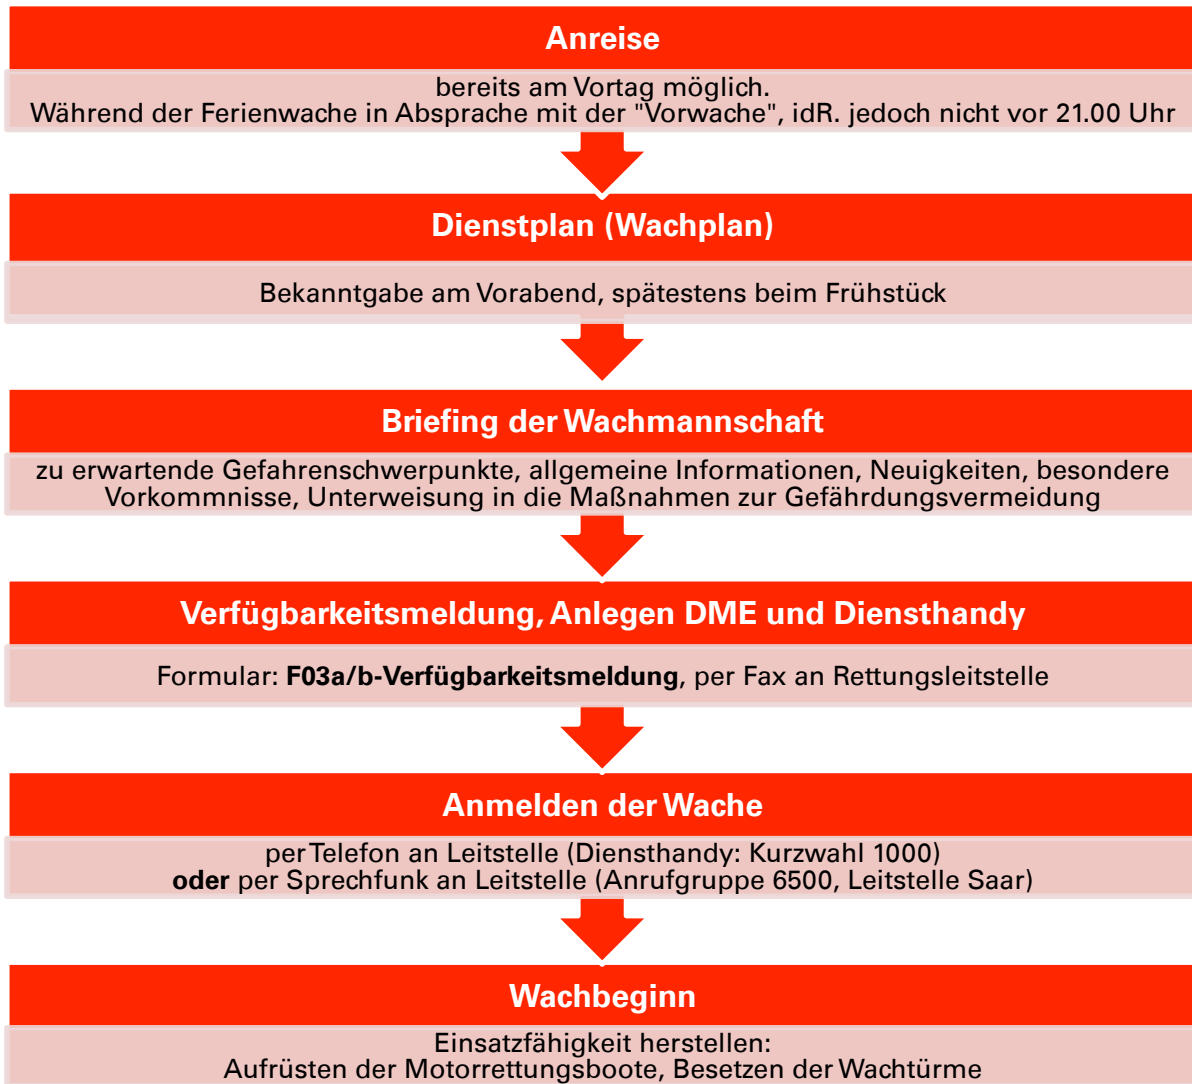 Anreise
bereits am Vortag möglich.
Während der Ferienwache in Absprache mit der "Vorwache", idR. jedoch nicht vor 21.00 Uhr
Dienstplan (Wachplan)
Bekanntgabe am Vorabend, spätestens beim Frühstück
Briefing der Wachmannschaft
zu erwartende Gefahrenschwerpunkte, allgemeine Informationen, Neuigkeiten, besondere
Vorkommnisse, Unterweisung in die Maßnahmen zur Gefährdungsvermeidung
Verfügbarkeitsmeldung, Anlegen DME und Diensthandy
Formular: F03a/b-Verfügbarkeitsmeldung, per Fax an Rettungsleitstelle
Anmelden der Wache
per Telefon an Leitstelle (Diensthandy: Kurzwahl 1000)
oder per Sprechfunk an Leitstelle (Anrufgruppe 6500, Leitstelle Saar)
Wachbeginn
Einsatzfähigkeit herstellen:
Aufrüsten der Motorrettungsboote, Besetzen der Wachtürme